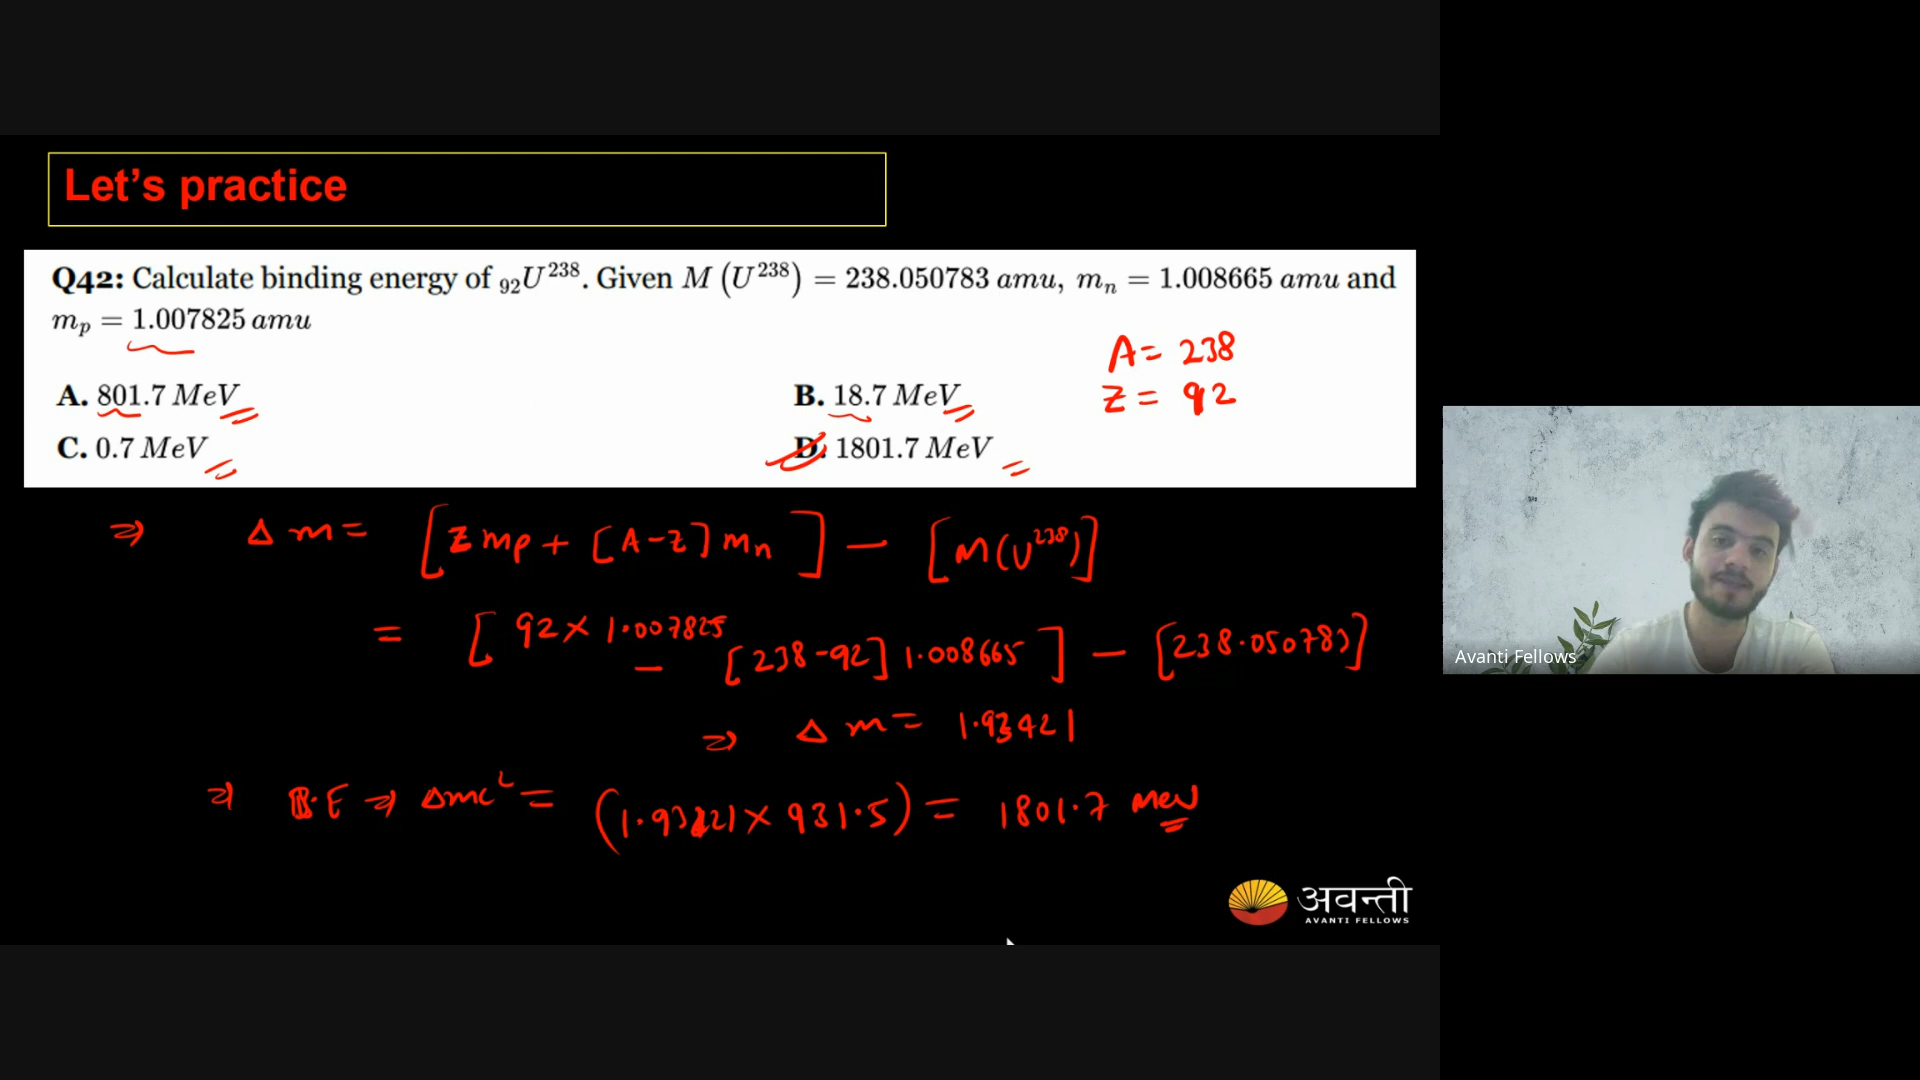 Let's practice
Q42: Calculate binding energy of ₉₂U²³⁸. Given M (U²³⁸) = 238.050783 amu, mₙ = 1.008665 amu and
mₚ = 1.007825 amu
A = 238
Z = 92
A. 801.7 MeV B. 18.7 MeV
C. 0.7 MeV D. 1801.7 MeV
⇒ Δm = [Zmp + [A-Z] mn] − [M(U²³⁸)]
= [92 × 1.007825 − [238-92] 1.008665] − [238.050783]
⇒ Δm = 1.93421
⇒ B.E ⇒ Δmc² = (1.93421 × 931.5) = 1801.7 MeV
Avanti Fellows
अवन्ती
AVANTI FELLOWS